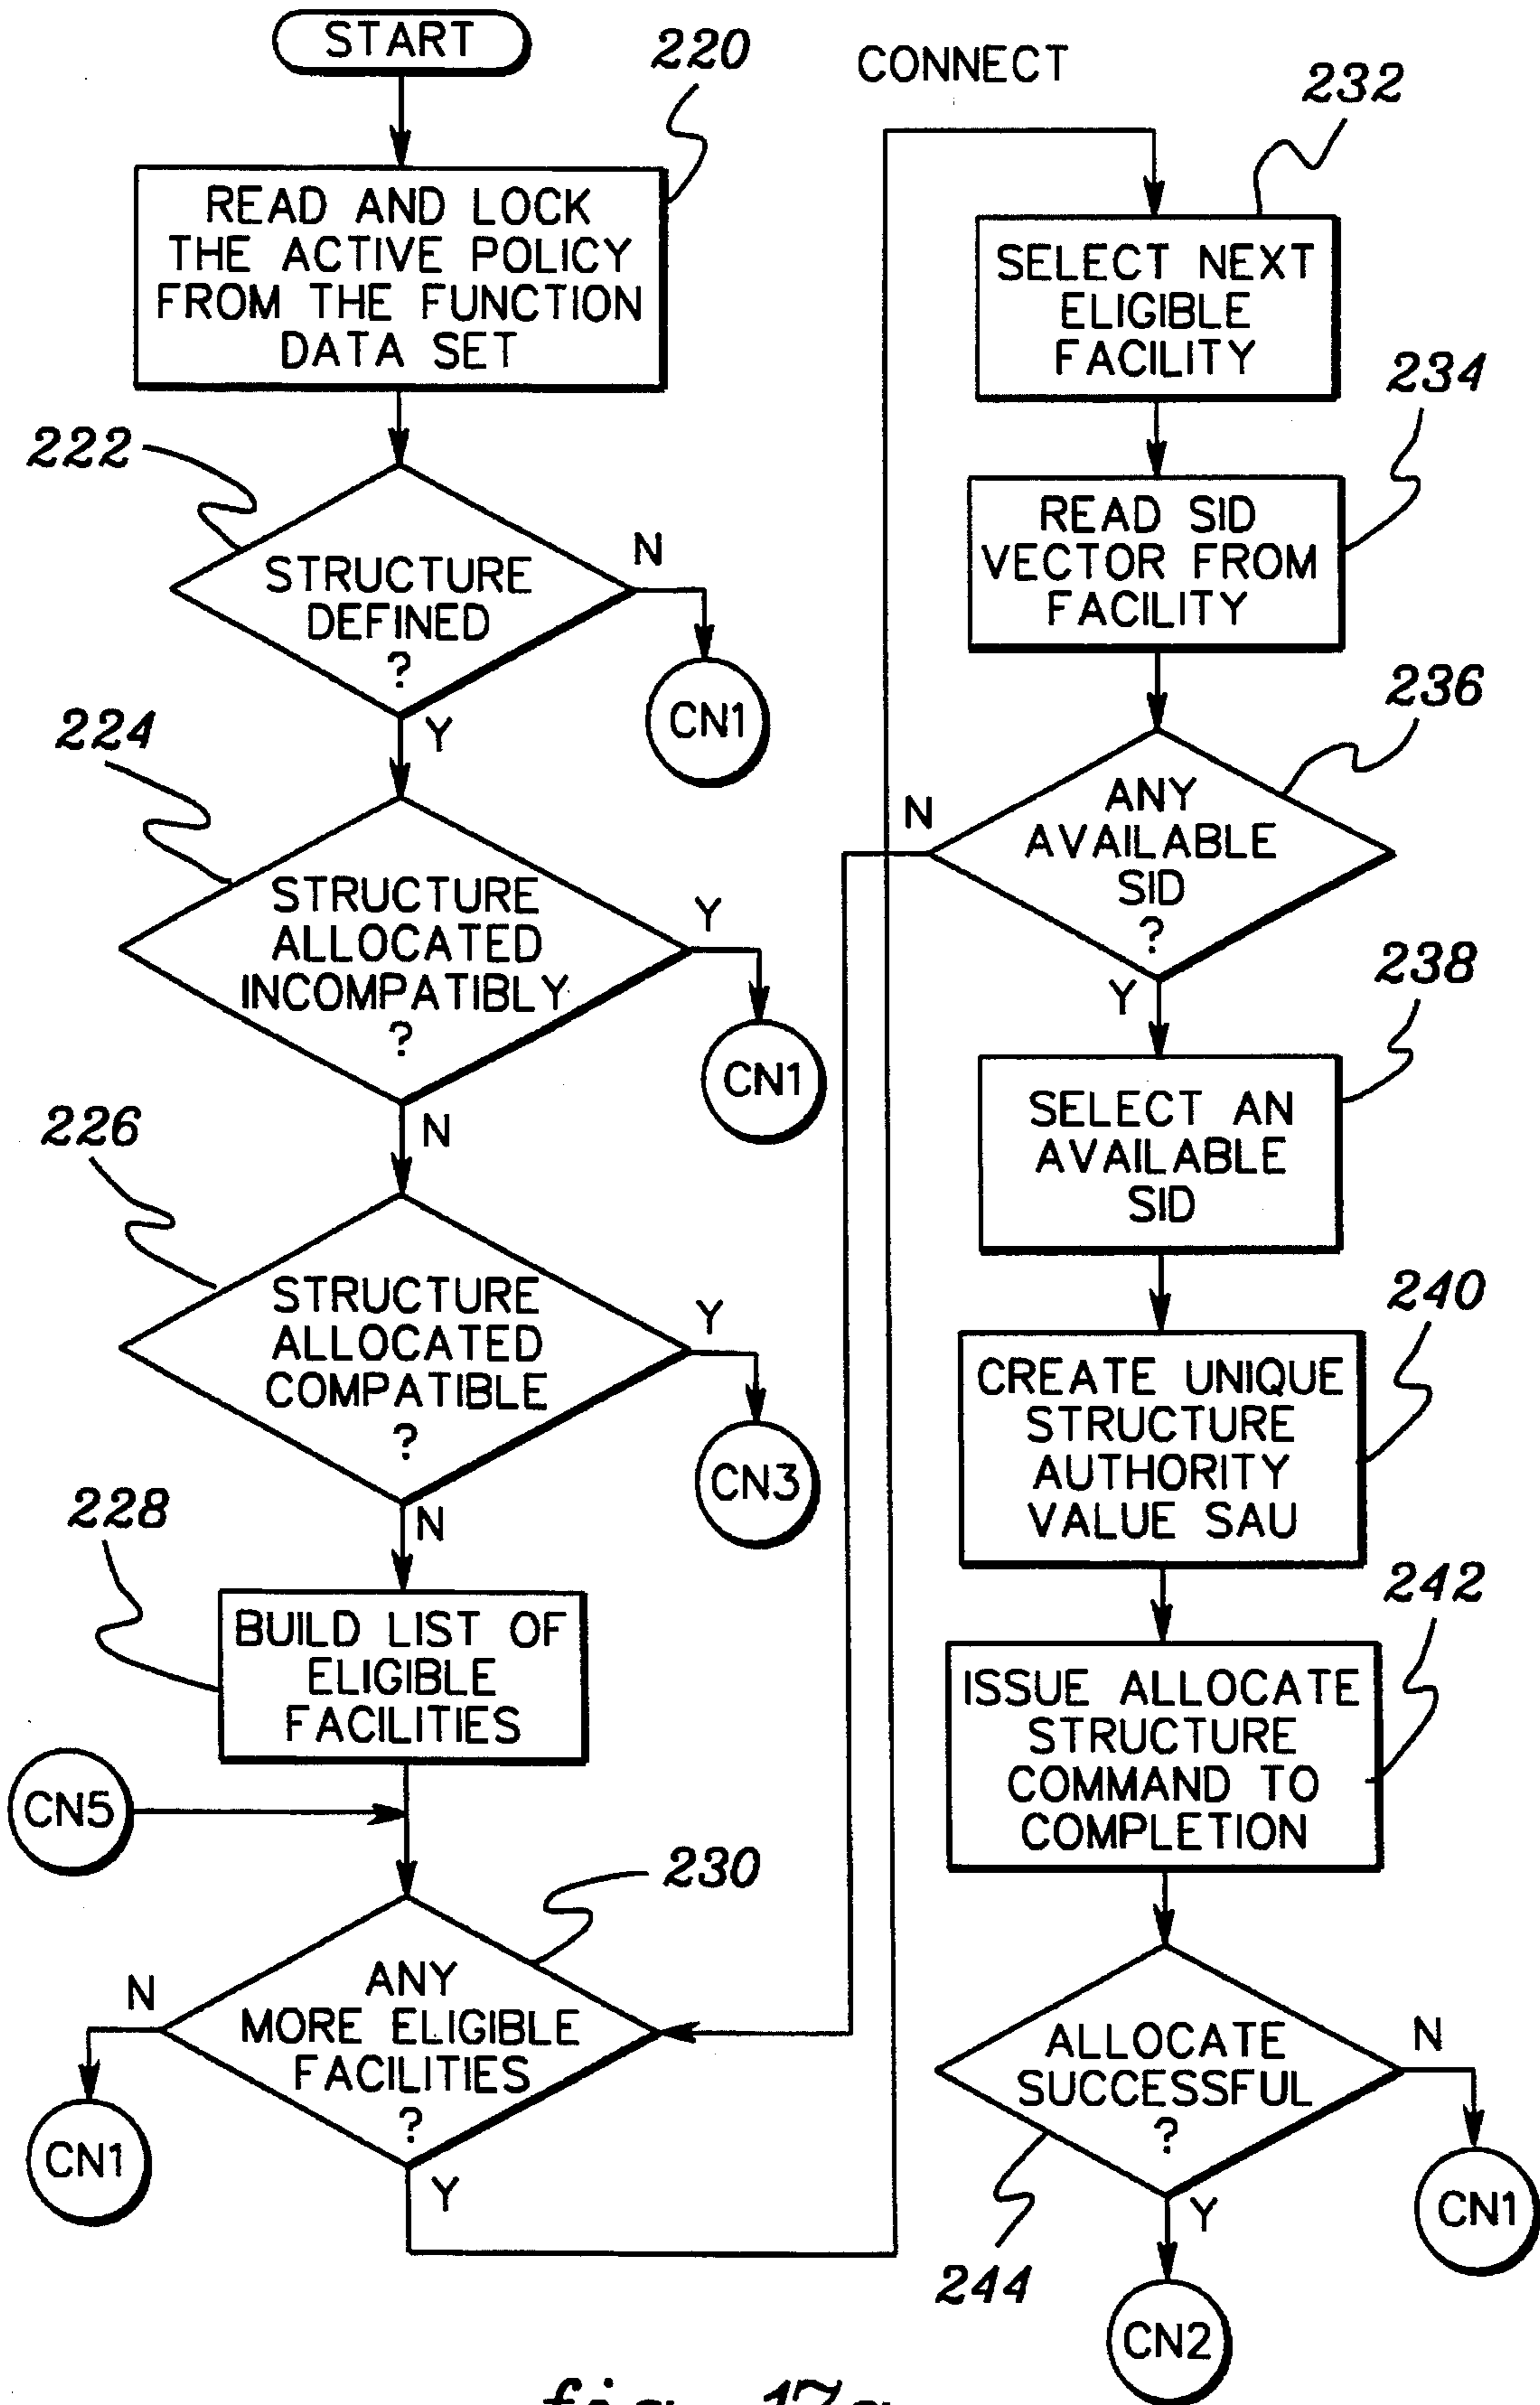 START
220
READ AND LOCK
THE ACTIVE POLICY
FROM THE FUNCTION
DATA SET
222
STRUCTURE
DEFINED
?
N
CN1
Y
224
STRUCTURE
ALLOCATED
INCOMPATIBLY
?
Y
CN1
N
226
STRUCTURE
ALLOCATED
COMPATIBLE
?
Y
CN3
N
228
BUILD LIST OF
ELIGIBLE
FACILITIES
CN5
230
ANY
MORE ELIGIBLE
FACILITIES
?
N
CN1
Y
CONNECT
232
SELECT NEXT
ELIGIBLE
FACILITY
234
READ SID
VECTOR FROM
FACILITY
236
ANY
AVAILABLE
SID
?
N
Y
238
SELECT AN
AVAILABLE
SID
240
CREATE UNIQUE
STRUCTURE
AUTHORITY
VALUE SAU
242
ISSUE ALLOCATE
STRUCTURE
COMMAND TO
COMPLETION
ALLOCATE
SUCCESSFUL
?
N
CN1
Y
244
CN2
fig. 17a